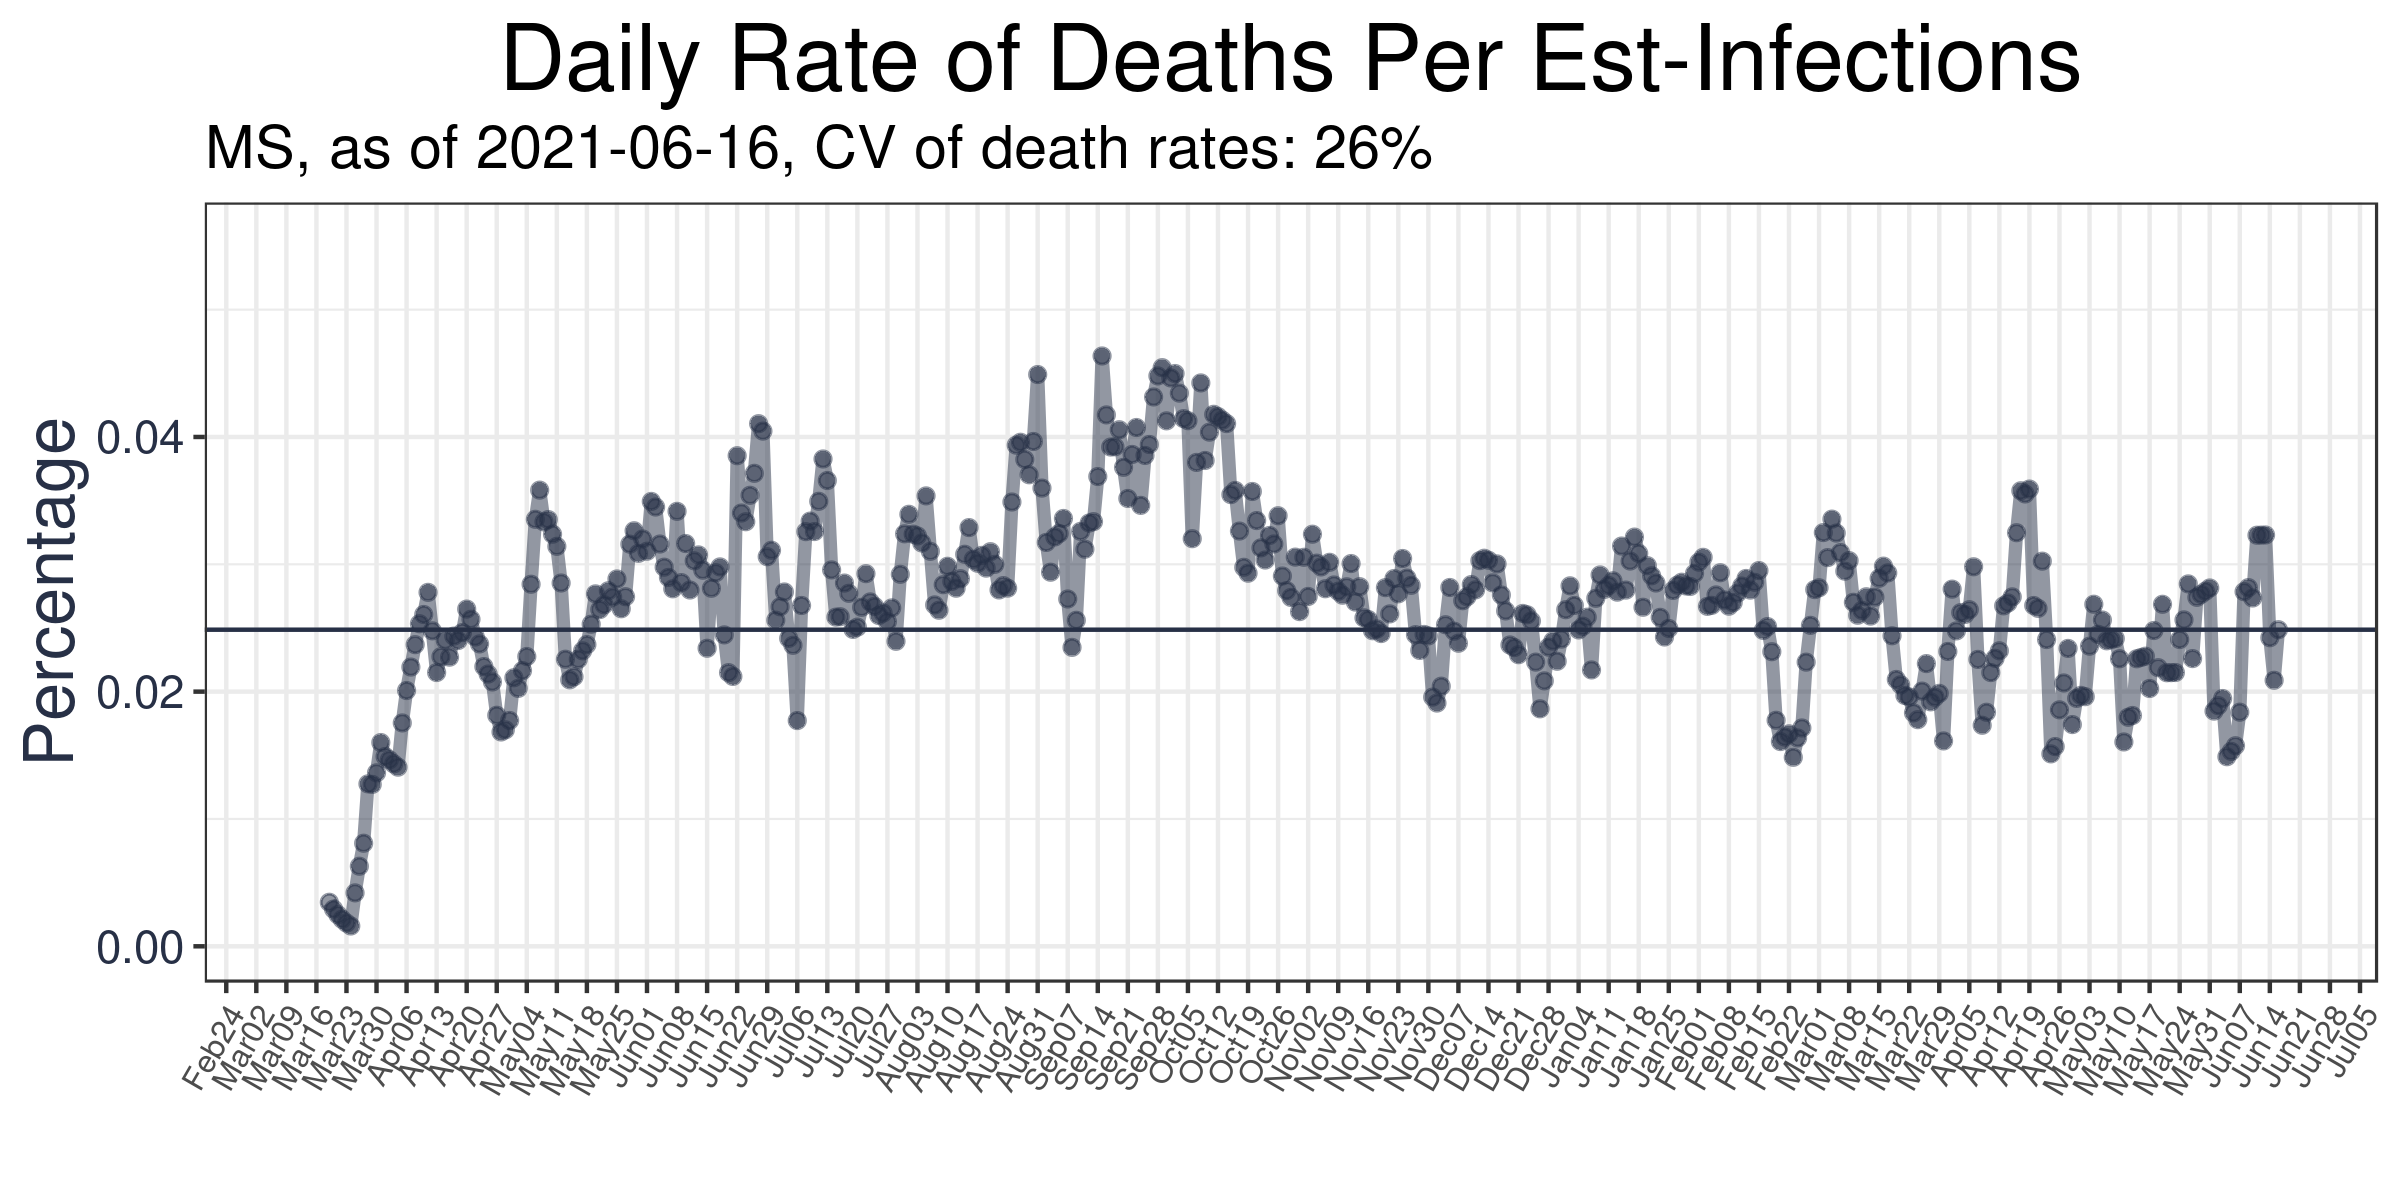 Daily Rate of Deaths Per Est-Infections
MS, as of 2021-06-16, CV of death rates: 26%
Percentage
0.04
0.02
0.00
Feb24
Mar02
Mar09
Mar16
Mar23
Mar30
Apr06
Apr13
Apr20
Apr27
May04
May11
May18
May25
Jun01
Jun08
Jun15
Jun22
Jun29
Jul06
Jul13
Jul20
Jul27
Aug03
Aug10
Aug17
Aug24
Aug31
Sep07
Sep14
Sep21
Sep28
Oct05
Oct12
Oct19
Oct26
Nov02
Nov09
Nov16
Nov23
Nov30
Dec07
Dec14
Dec21
Dec28
Jan04
Jan11
Jan18
Jan25
Feb01
Feb08
Feb15
Feb22
Mar01
Mar08
Mar15
Mar22
Mar29
Apr05
Apr12
Apr19
Apr26
May03
May10
May17
May24
May31
Jun07
Jun14
Jun21
Jun28
Jul05